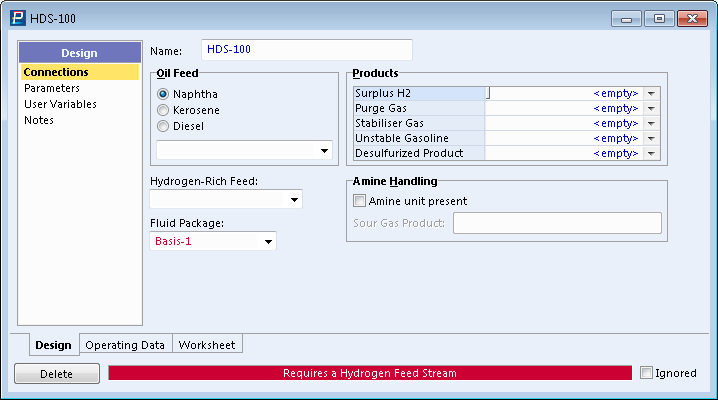 HDS-100
Design
Connections
Parameters
User Variables
Notes
Name: HDS-100
Oil Feed
Naphtha
Kerosene
Diesel
Hydrogen-Rich Feed:
Fluid Package:
Basis-1
Products
Surplus H2 <empty>
Purge Gas <empty>
Stabiliser Gas <empty>
Unstable Gasoline <empty>
Desulfurized Product <empty>
Amine Handling
Amine unit present
Sour Gas Product:
Design Operating Data Worksheet
Delete Requires a Hydrogen Feed Stream Ignored